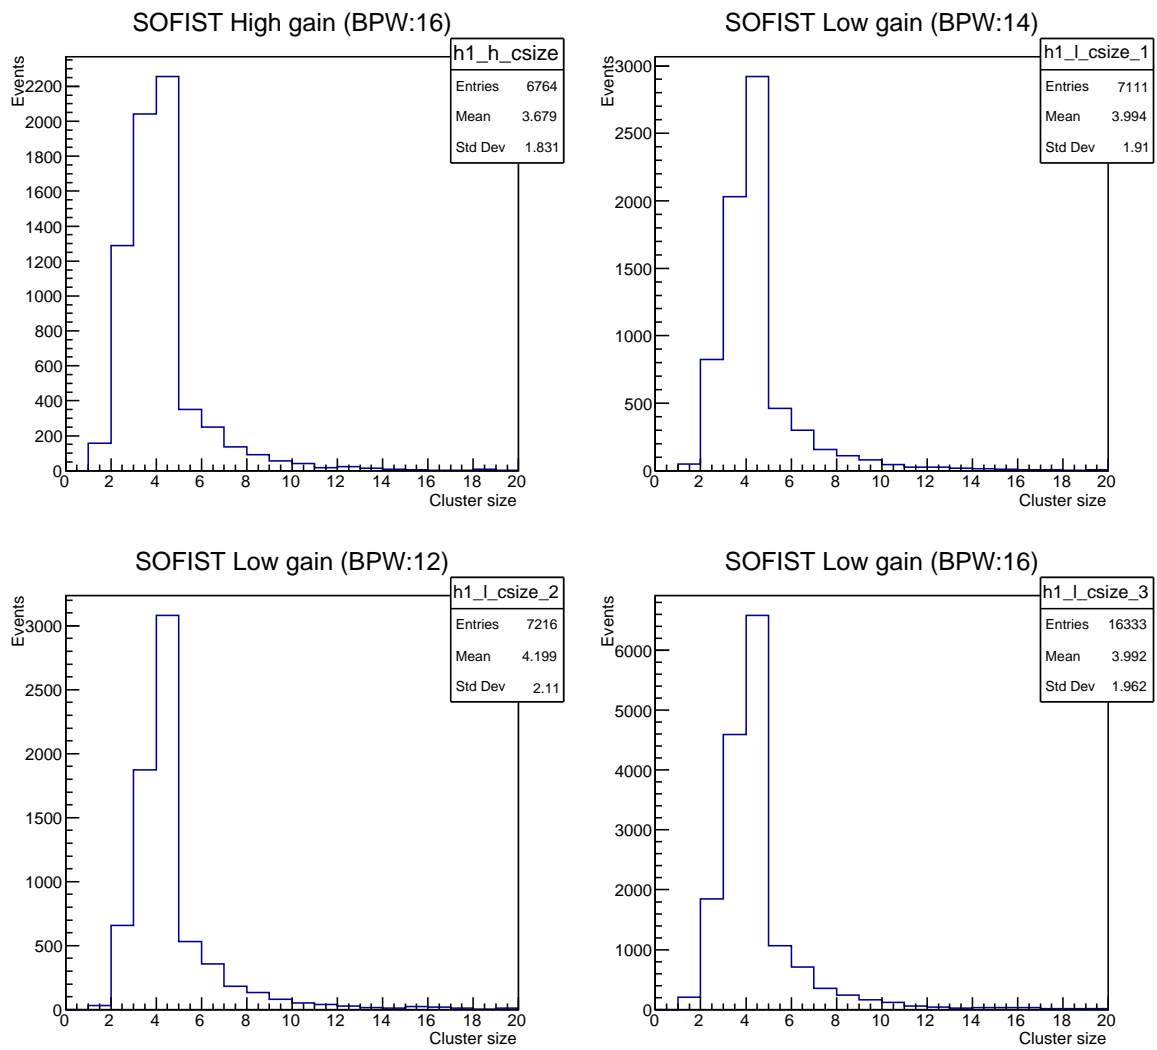 SOFIST High gain (BPW:16)
h1_h_csize
Entries 6764
Mean 3.679
Std Dev 1.831
Events
2200
2000
1800
1600
1400
1200
1000
800
600
400
200
0
0 2 4 6 8 10 12 14 16 18 20
Cluster size
SOFIST Low gain (BPW:14)
h1_l_csize_1
Entries 7111
Mean 3.994
Std Dev 1.91
Events
3000
2500
2000
1500
1000
500
0
0 2 4 6 8 10 12 14 16 18 20
Cluster size
SOFIST Low gain (BPW:12)
h1_l_csize_2
Entries 7216
Mean 4.199
Std Dev 2.11
Events
3000
2500
2000
1500
1000
500
0
0 2 4 6 8 10 12 14 16 18 20
Cluster size
SOFIST Low gain (BPW:16)
h1_l_csize_3
Entries 16333
Mean 3.992
Std Dev 1.962
Events
6000
5000
4000
3000
2000
1000
0
0 2 4 6 8 10 12 14 16 18 20
Cluster size